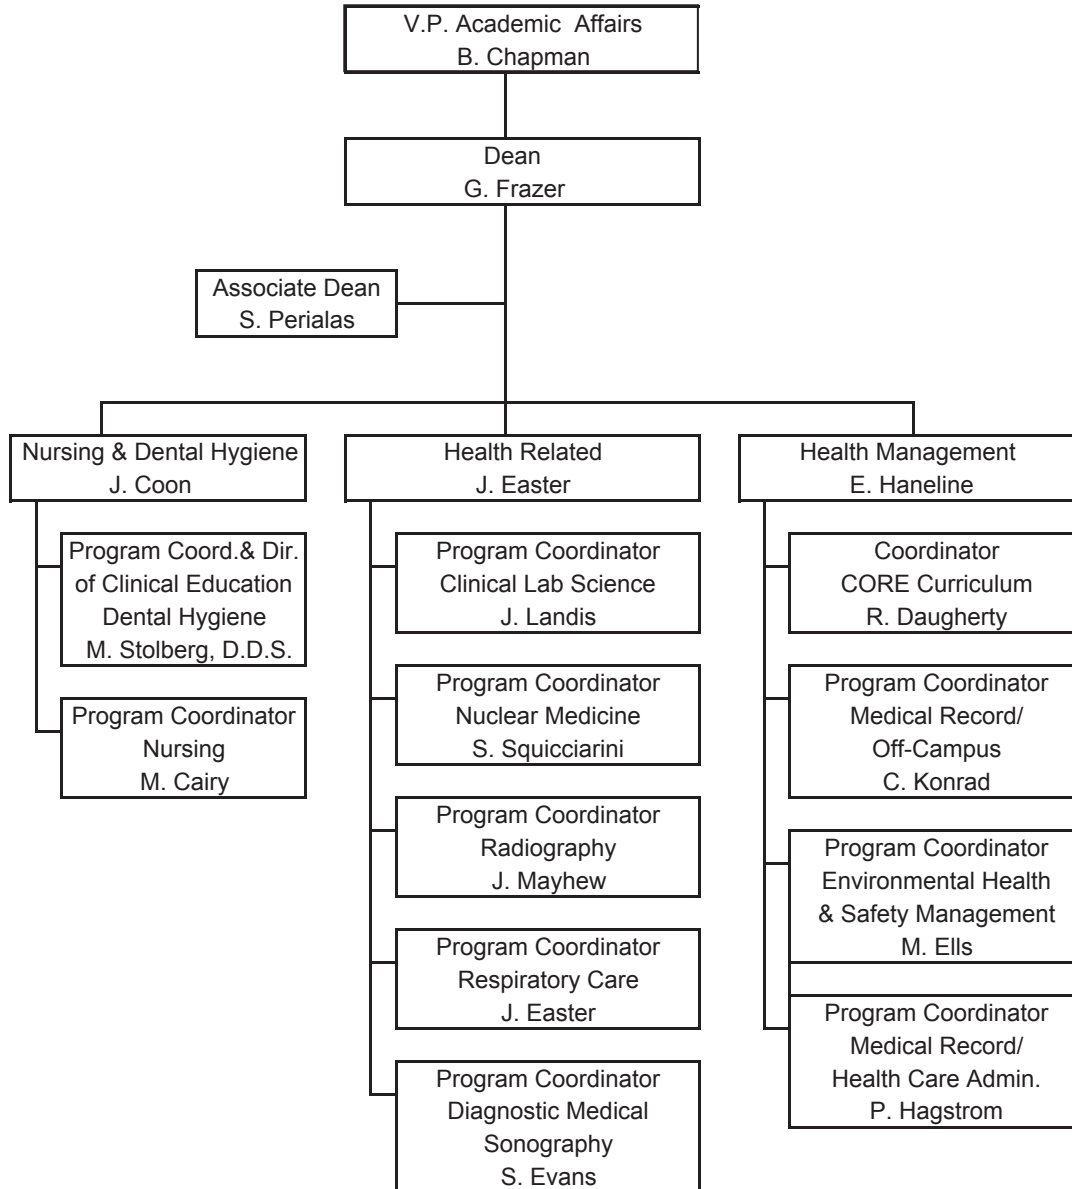 V.P. Academic Affairs
B. Chapman
Dean
G. Frazer
Associate Dean
S. Perialas
Nursing & Dental Hygiene
J. Coon
Program Coord.& Dir.
of Clinical Education
Dental Hygiene
M. Stolberg, D.D.S.
Program Coordinator
Nursing
M. Cairy
Health Related
J. Easter
Program Coordinator
Clinical Lab Science
J. Landis
Program Coordinator
Nuclear Medicine
S. Squicciarini
Program Coordinator
Radiography
J. Mayhew
Program Coordinator
Respiratory Care
J. Easter
Program Coordinator
Diagnostic Medical
Sonography
S. Evans
Health Management
E. Haneline
Coordinator
CORE Curriculum
R. Daugherty
Program Coordinator
Medical Record/
Off-Campus
C. Konrad
Program Coordinator
Environmental Health
& Safety Management
M. Ells
Program Coordinator
Medical Record/
Health Care Admin.
P. Hagstrom